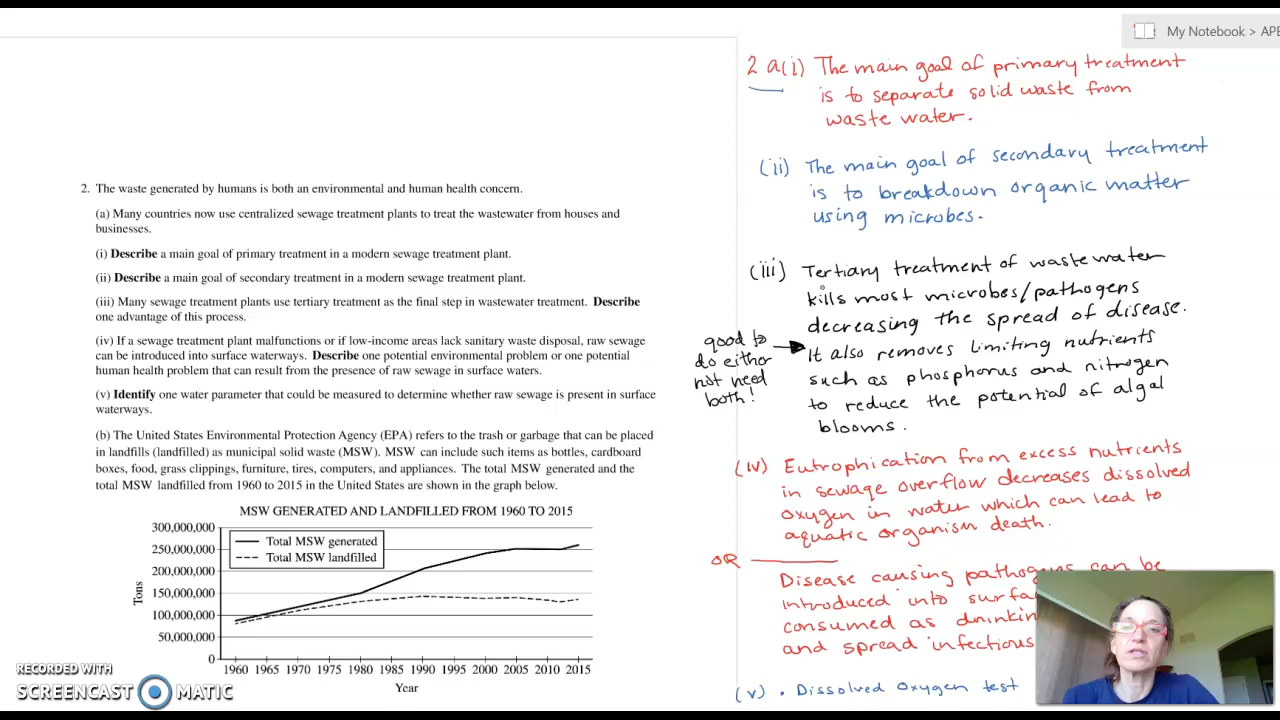 My Notebook > APE
2. The waste generated by humans is both an environmental and human health concern.
(a) Many countries now use centralized sewage treatment plants to treat the wastewater from houses and
businesses.
(i) Describe a main goal of primary treatment in a modern sewage treatment plant.
(ii) Describe a main goal of secondary treatment in a modern sewage treatment plant.
(iii) Many sewage treatment plants use tertiary treatment as the final step in wastewater treatment. Describe
one advantage of this process.
(iv) If a sewage treatment plant malfunctions or if low-income areas lack sanitary waste disposal, raw sewage
can be introduced into surface waterways. Describe one potential environmental problem or one potential
human health problem that can result from the presence of raw sewage in surface waters.
(v) Identify one water parameter that could be measured to determine whether raw sewage is present in surface
waterways.
(b) The United States Environmental Protection Agency (EPA) refers to the trash or garbage that can be placed
in landfills (landfilled) as municipal solid waste (MSW). MSW can include such items as bottles, cardboard
boxes, food, grass clippings, furniture, tires, computers, and appliances. The total MSW generated and the
total MSW landfilled from 1960 to 2015 in the United States are shown in the graph below.
MSW GENERATED AND LANDFILLED FROM 1960 TO 2015
Total MSW generated
Total MSW landfilled
Tons
300,000,000
250,000,000
200,000,000
150,000,000
100,000,000
50,000,000
0
1960 1965 1970 1975 1980 1985 1990 1995 2000 2005 2010 2015
Year
RECORDED WITH
SCREENCAST MATIC
2 a(i) The main goal of primary treatment
is to separate solid waste from
waste water.
(ii) The main goal of secondary treatment
is to breakdown organic matter
using microbes.
(iii) Tertiary treatment of wastewater
kills most microbes/pathogens
decreasing the spread of disease.
It also removes limiting nutrients
such as phosphorus and nitrogen
to reduce the potential of algal
blooms.
good to
do either
not need
both!
(iv) Eutrophication from excess nutrients
in sewage overflow decreases dissolved
oxygen in water which can lead to
aquatic organism death.
OR
Disease causing pathogens can be
introduced into
consumed as
and spread
(v) . Dissolved oxygen test